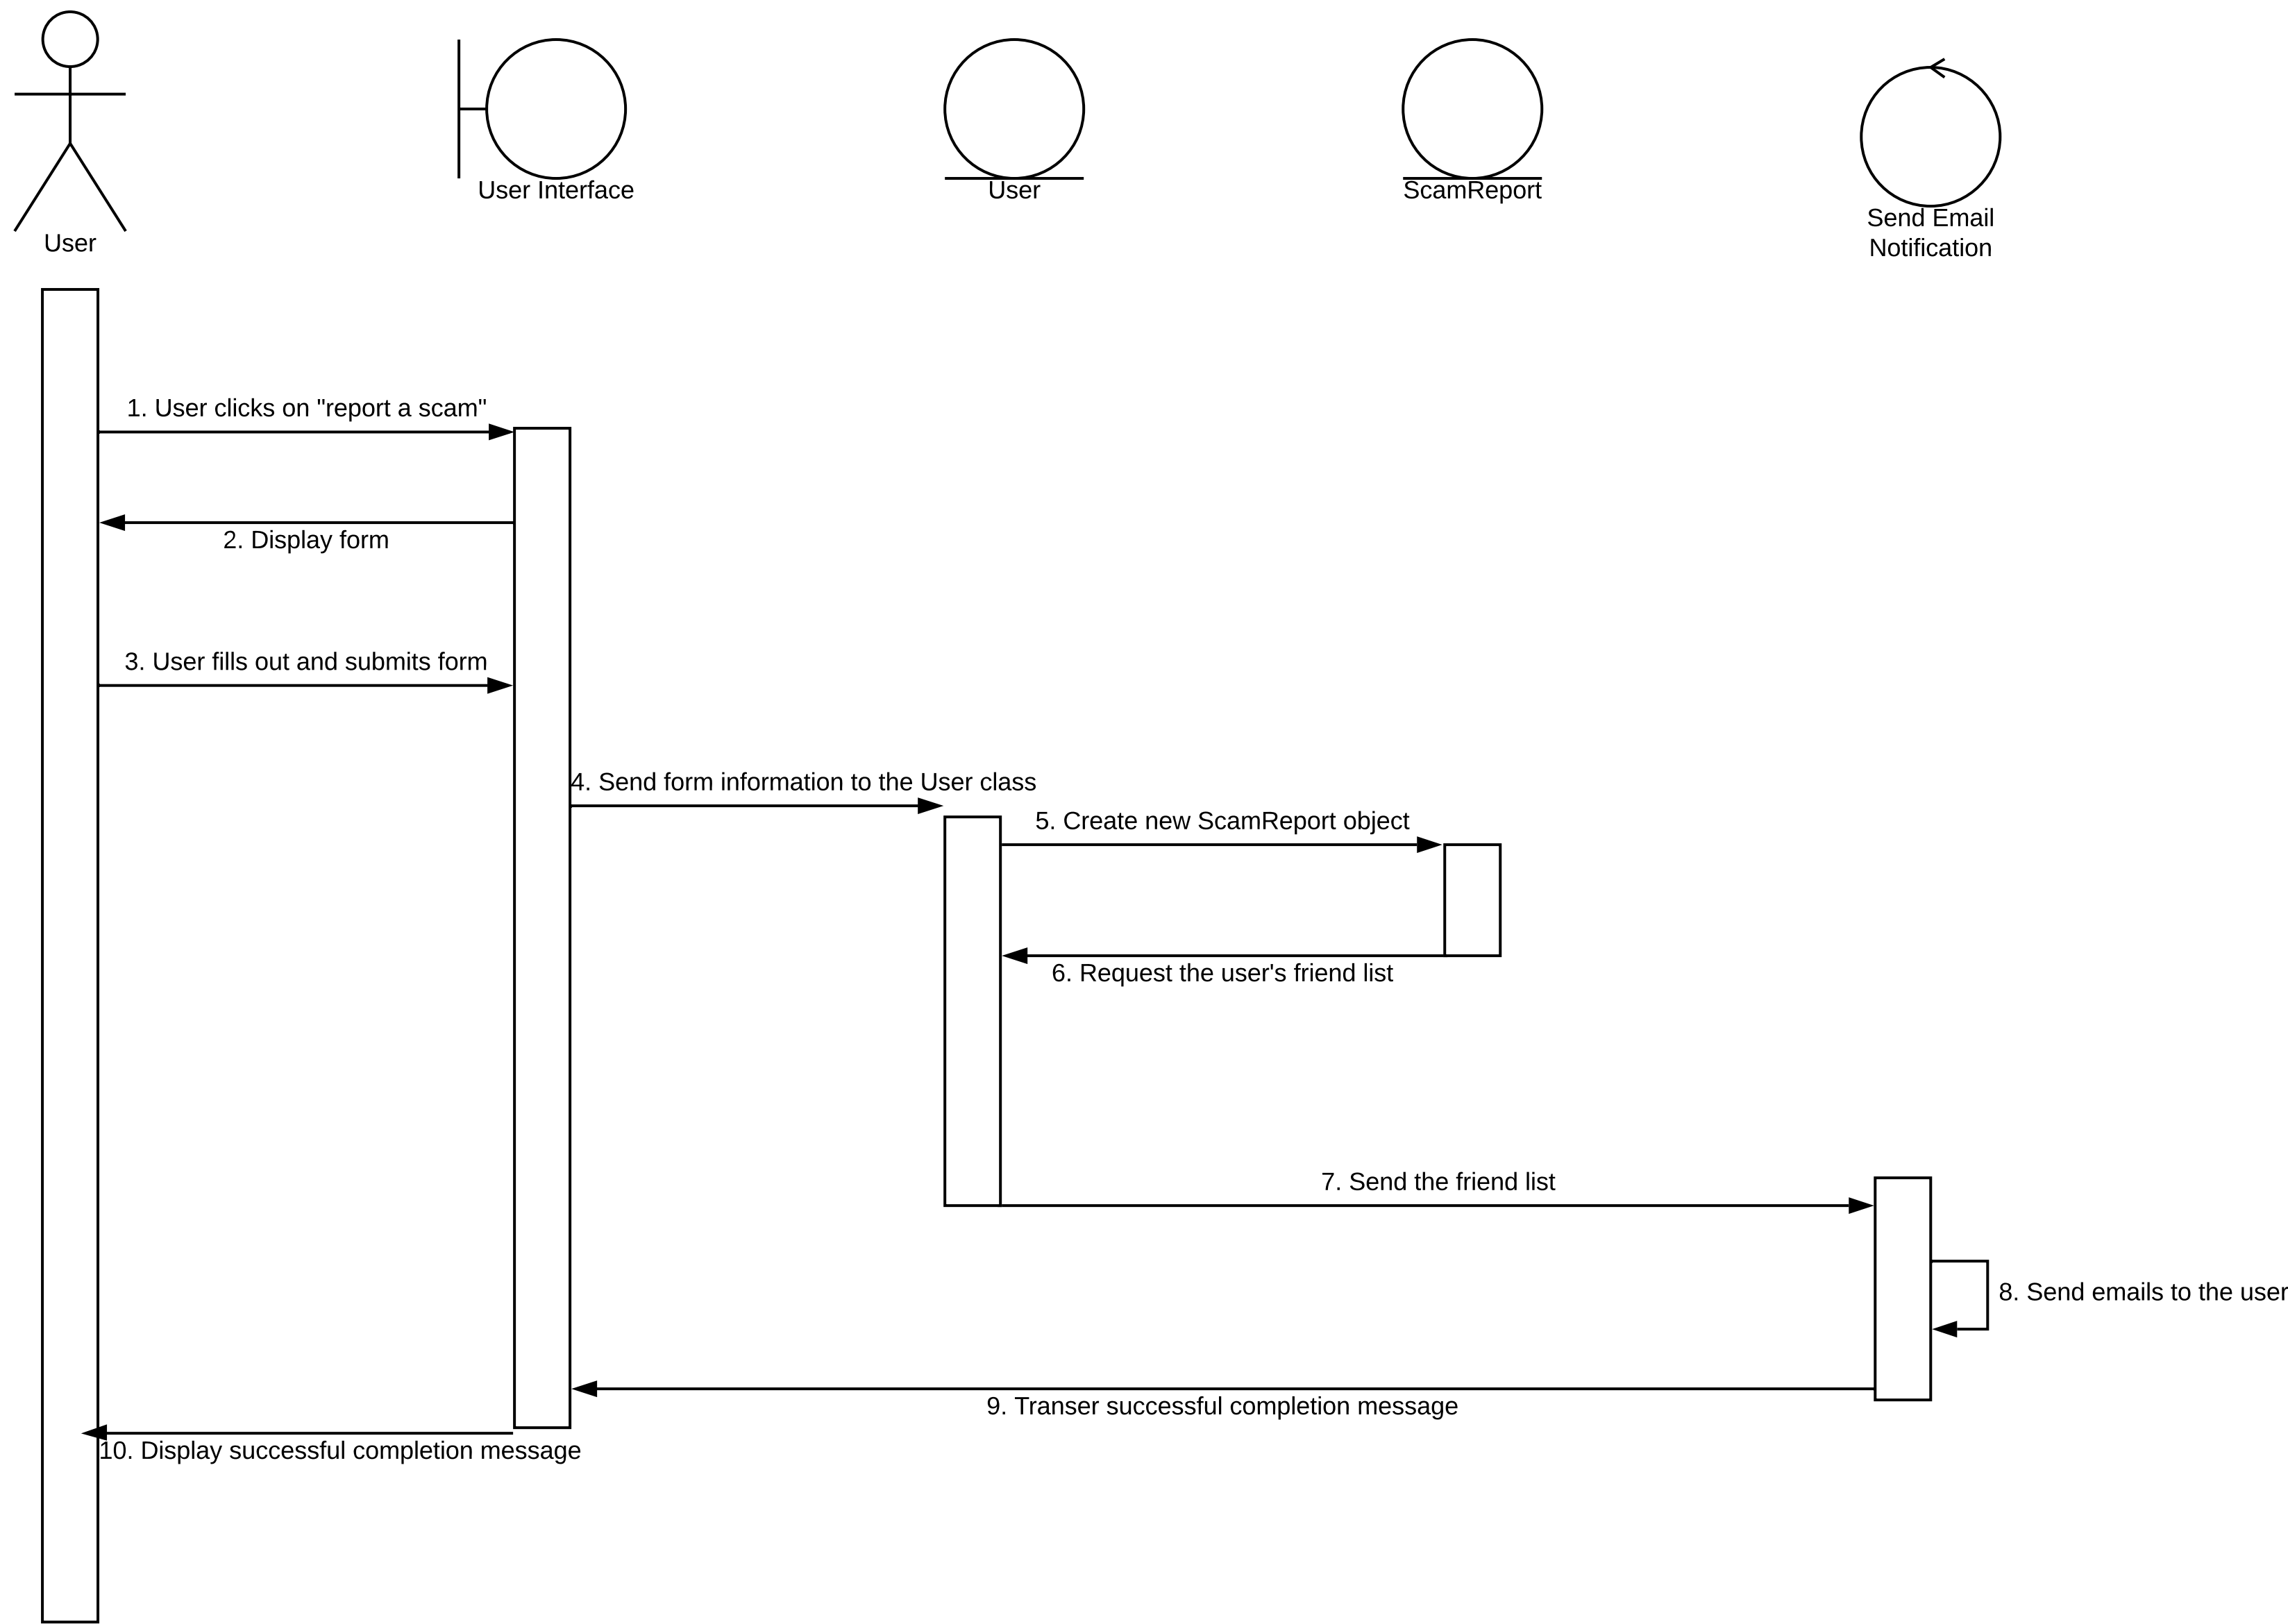 User
User Interface
User
ScamReport
Send Email
Notification
1. User clicks on "report a scam"
2. Display form
3. User fills out and submits form
4. Send form information to the User class
5. Create new ScamReport object
6. Request the user's friend list
7. Send the friend list
8. Send emails to the user
9. Transer successful completion message
10. Display successful completion message